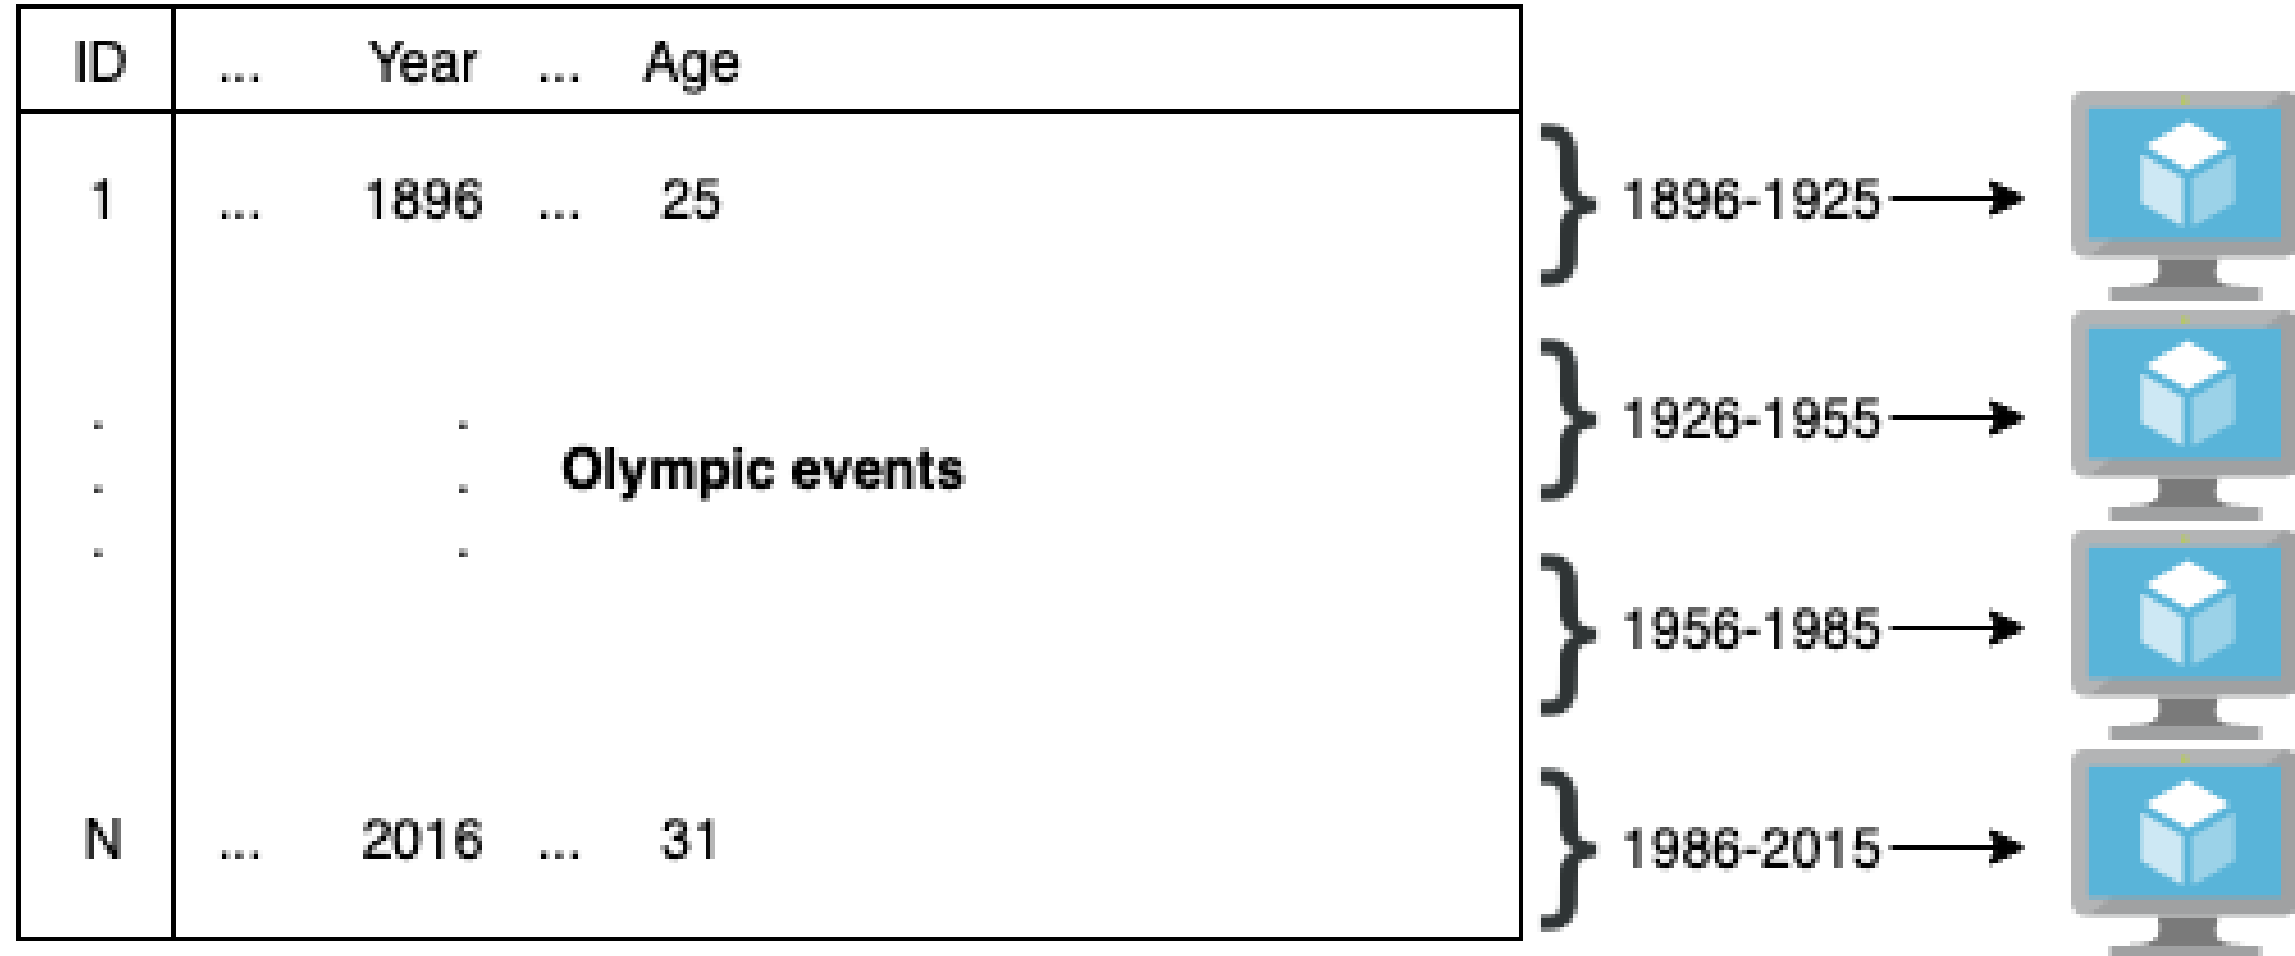 ID ... Year ... Age
1 ... 1896 ... 25
1896-1925
. .
1926-1955
Olympic events
. .
. .
1956-1985
N ... 2016 ... 31
1986-2015